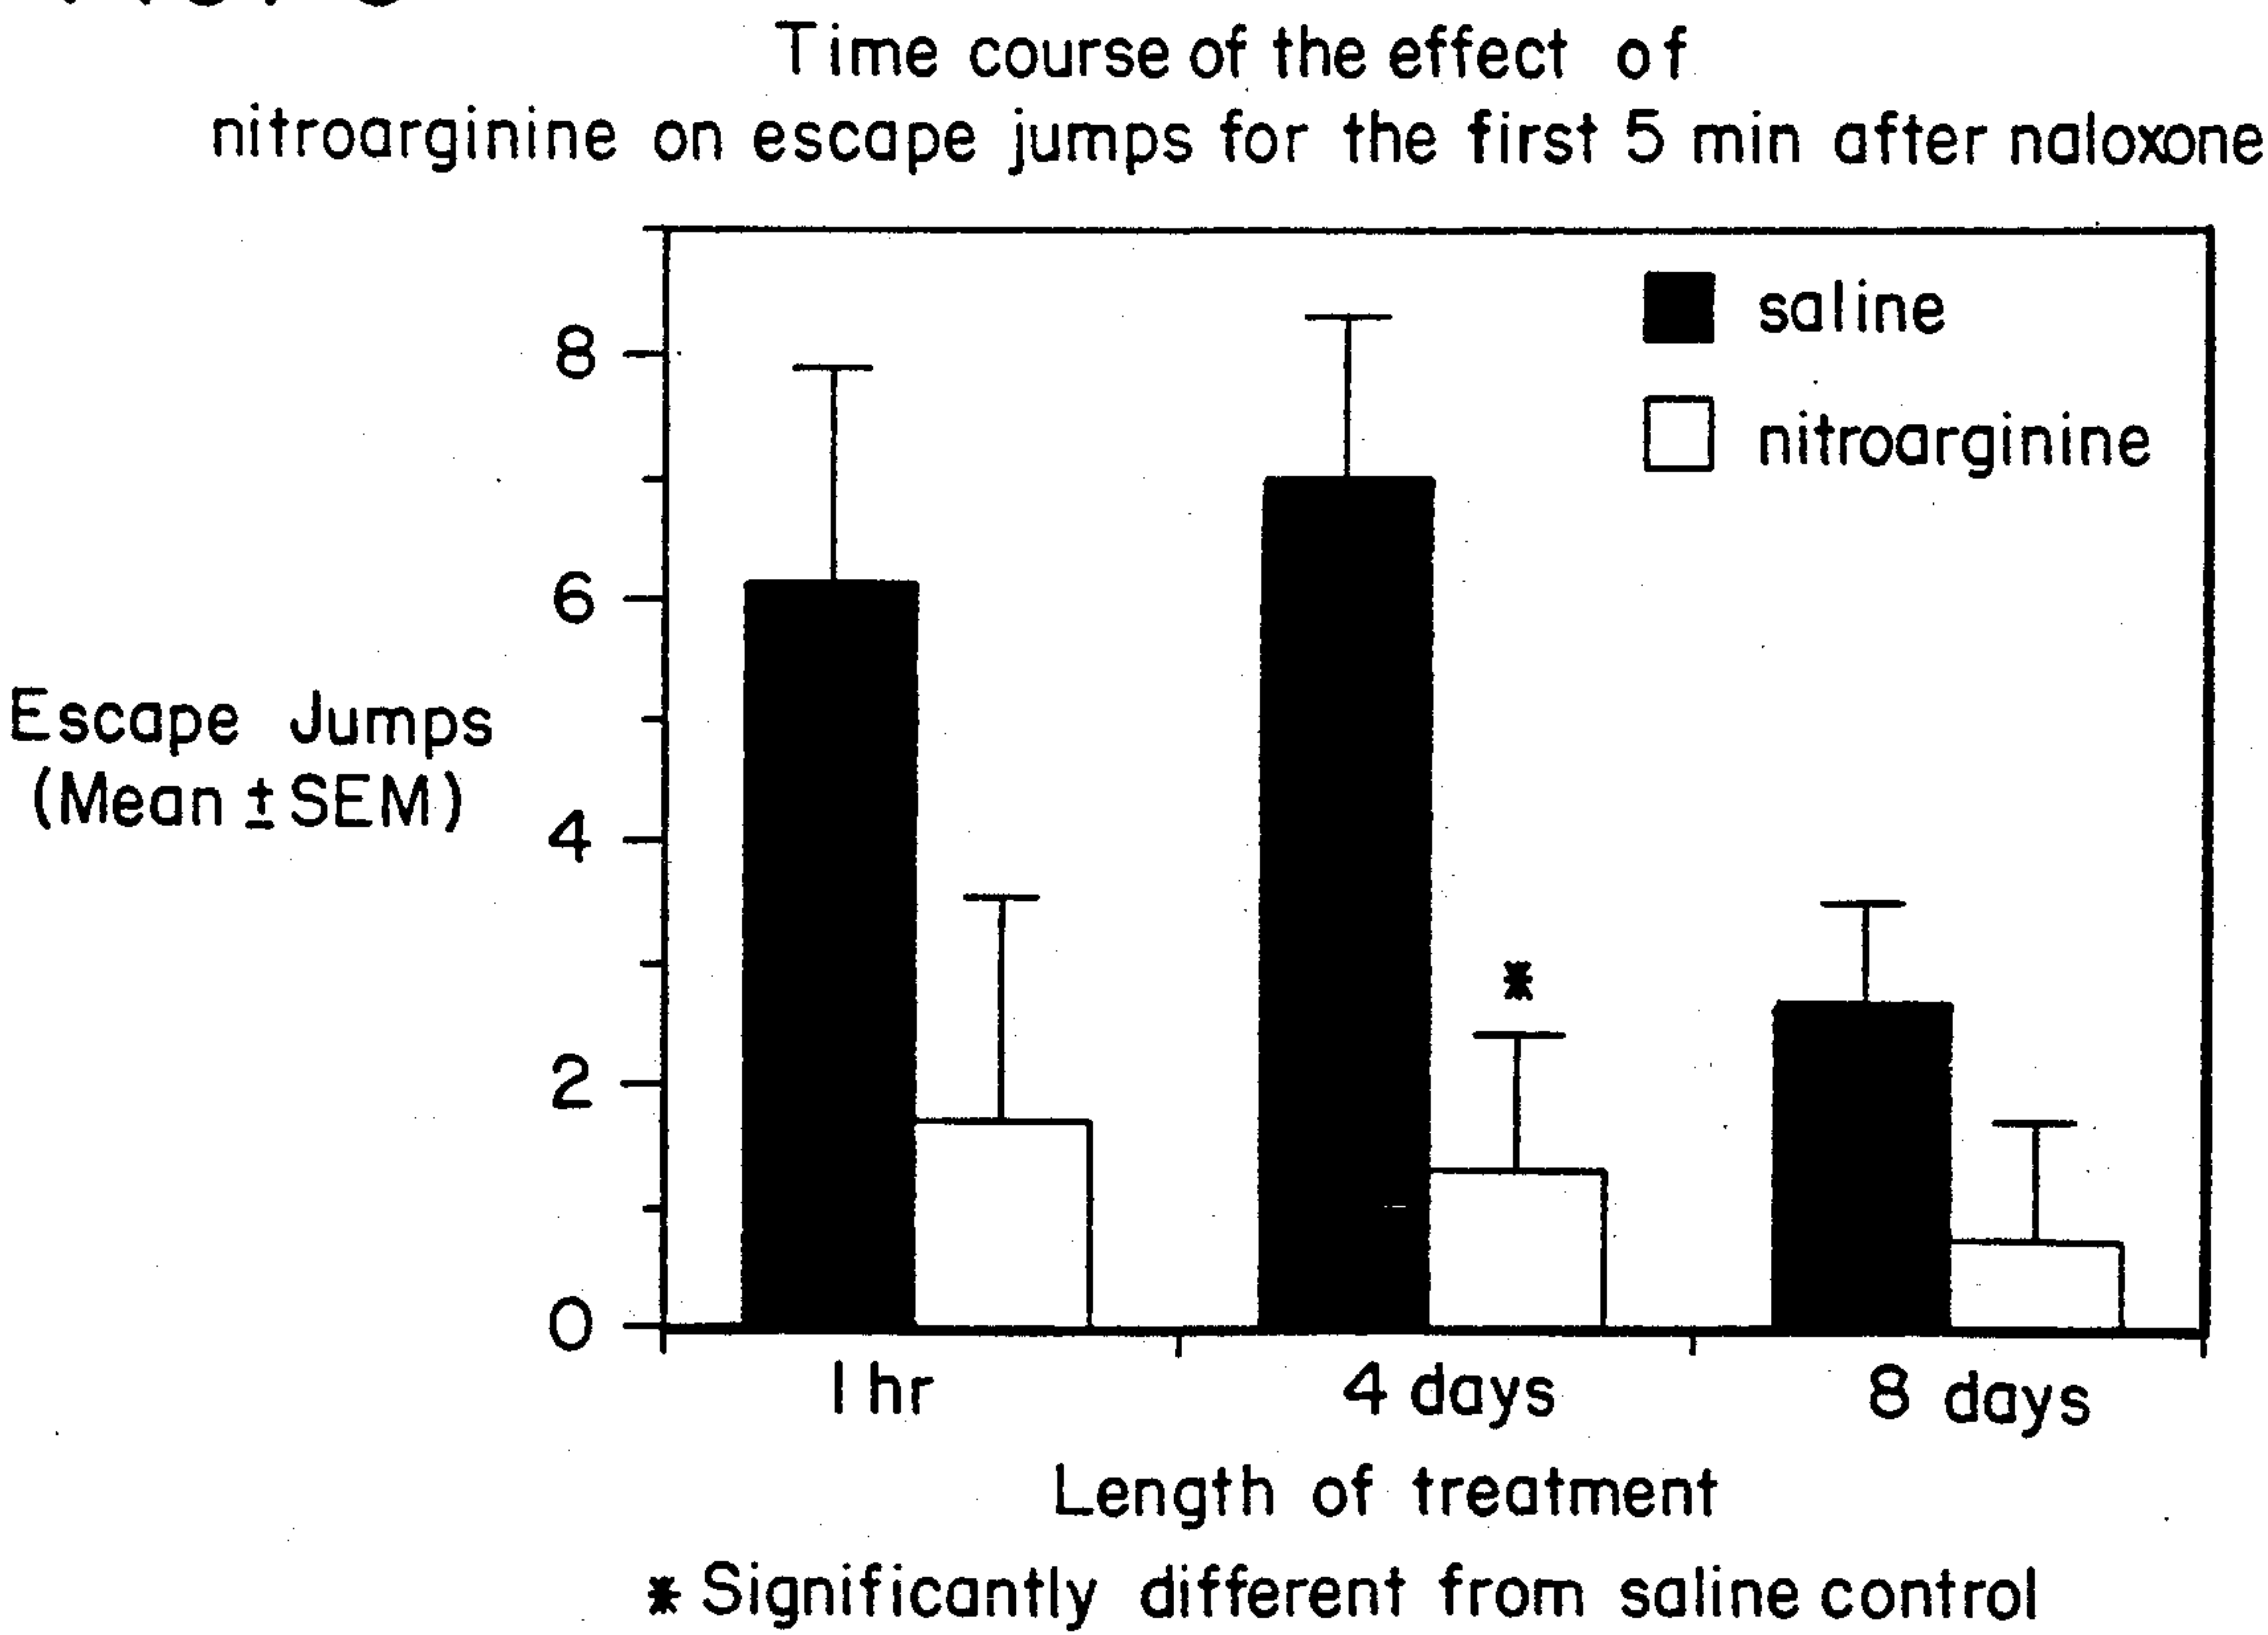 Time course of the effect of
nitroarginine on escape jumps for the first 5 min after naloxone
saline
nitroarginine
8
6
4
2
0
Escape Jumps
(Mean ± SEM)
*
1 hr
4 days
8 days
Length of treatment
* Significantly different from saline control